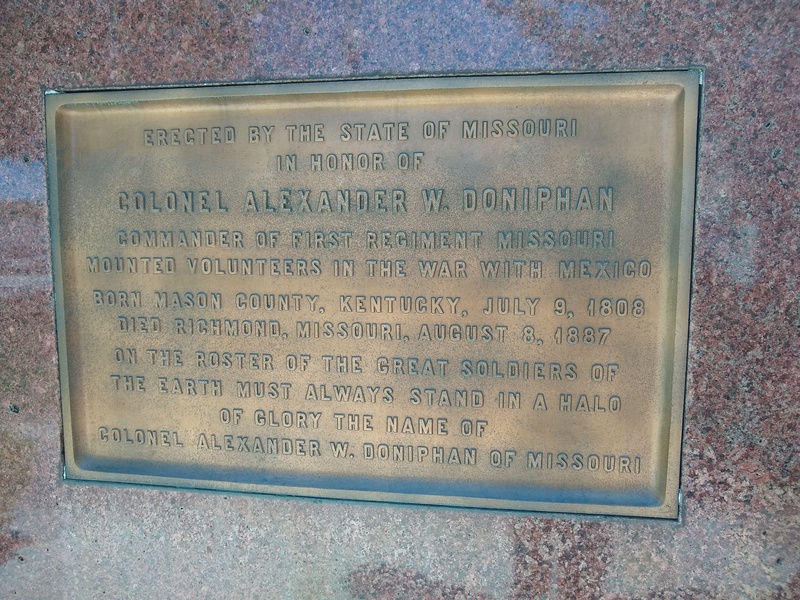 ERECTED BY THE STATE OF MISSOURI
IN HONOR OF
COLONEL ALEXANDER W. DONIPHAN
COMMANDER OF FIRST REGIMENT MISSOURI
MOUNTED VOLUNTEERS IN THE WAR WITH MEXICO
BORN MASON COUNTY, KENTUCKY, JULY 9, 1808
DIED RICHMOND, MISSOURI, AUGUST 8, 1887
ON THE ROSTER OF THE GREAT SOLDIERS OF
THE EARTH MUST ALWAYS STAND IN A HALO
OF GLORY THE NAME OF
COLONEL ALEXANDER W. DONIPHAN OF MISSOURI